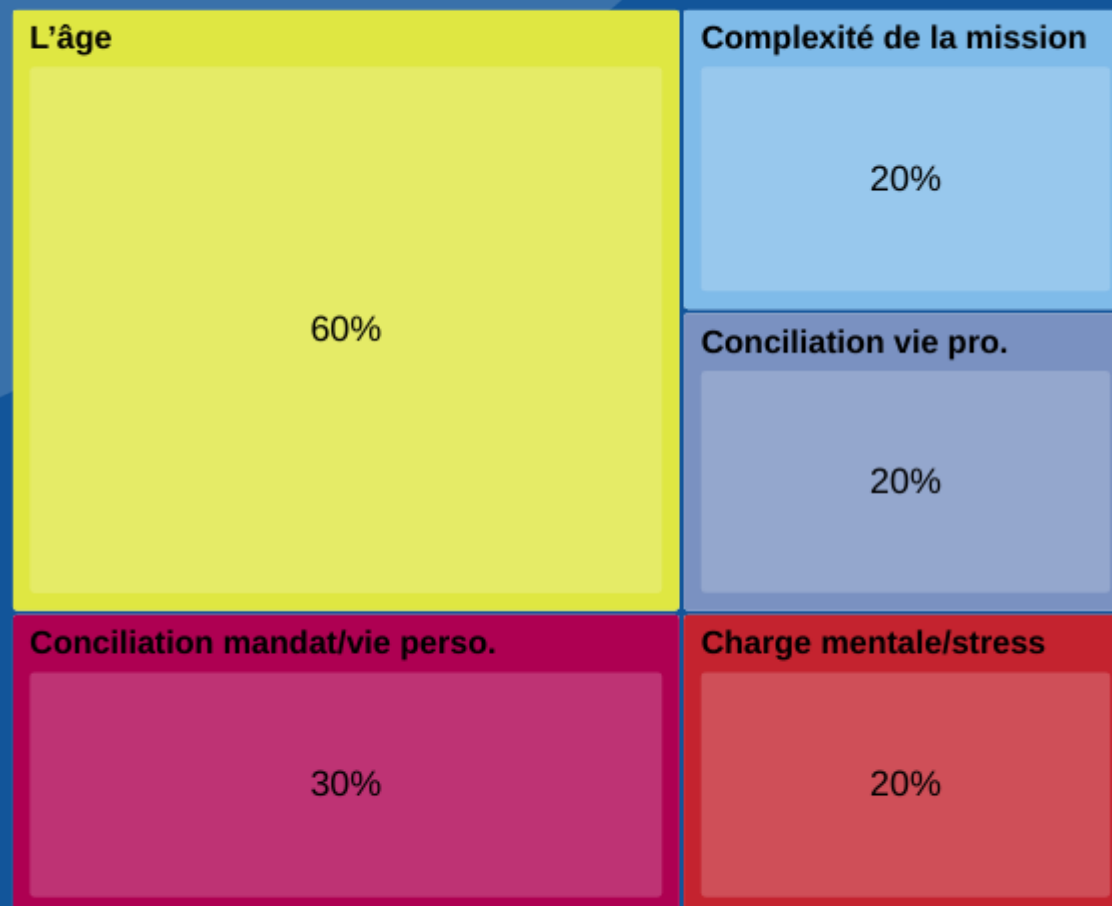 L’âge
60%
Complexité de la mission
20%
Conciliation vie pro.
20%
Conciliation mandat/vie perso.
30%
Charge mentale/stress
20%